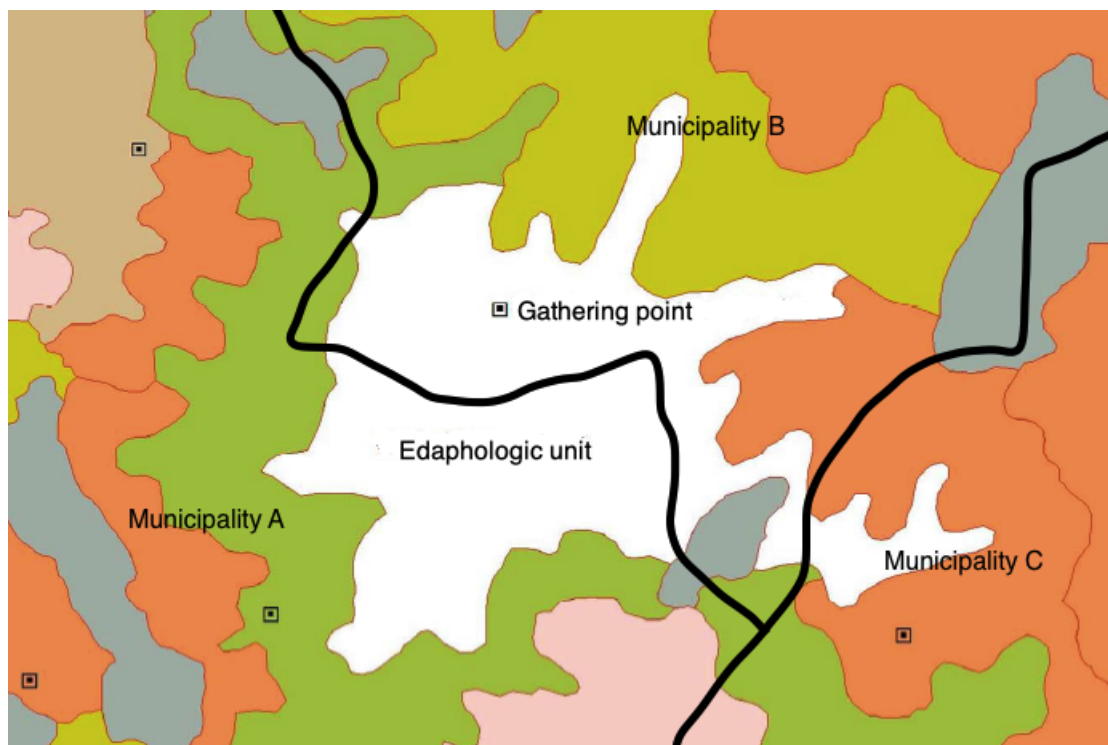 Municipality B
Gathering point
Edaphologic unit
Municipality A
Municipality C